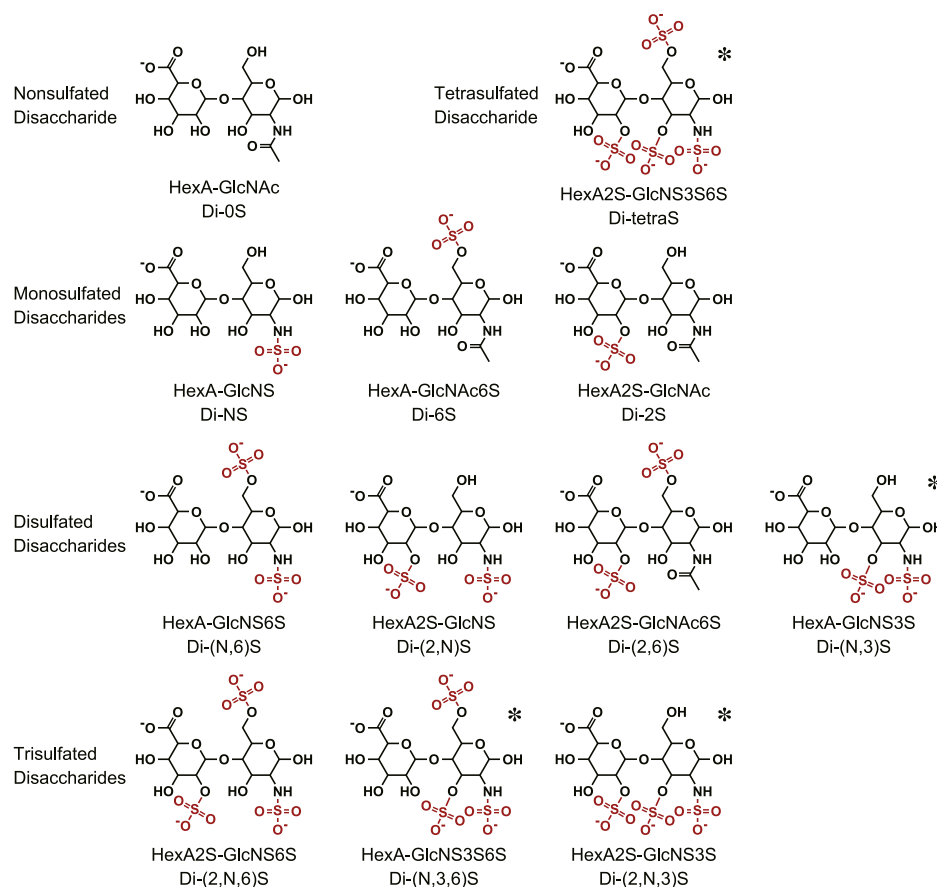 Nonsulfated
Disaccharide
HexA-GlcNAc
Di-0S
Tetrasulfated
Disaccharide
*
HexA2S-GlcNS3S6S
Di-tetraS
Monosulfated
Disaccharides
HexA-GlcNS
Di-NS
HexA-GlcNAc6S
Di-6S
HexA2S-GlcNAc
Di-2S
Disulfated
Disaccharides
HexA-GlcNS6S
Di-(N,6)S
HexA2S-GlcNS
Di-(2,N)S
HexA2S-GlcNAc6S
Di-(2,6)S
*
HexA-GlcNS3S
Di-(N,3)S
Trisulfated
Disaccharides
HexA2S-GlcNS6S
Di-(2,N,6)S
*
HexA-GlcNS3S6S
Di-(N,3,6)S
*
HexA2S-GlcNS3S
Di-(2,N,3)S